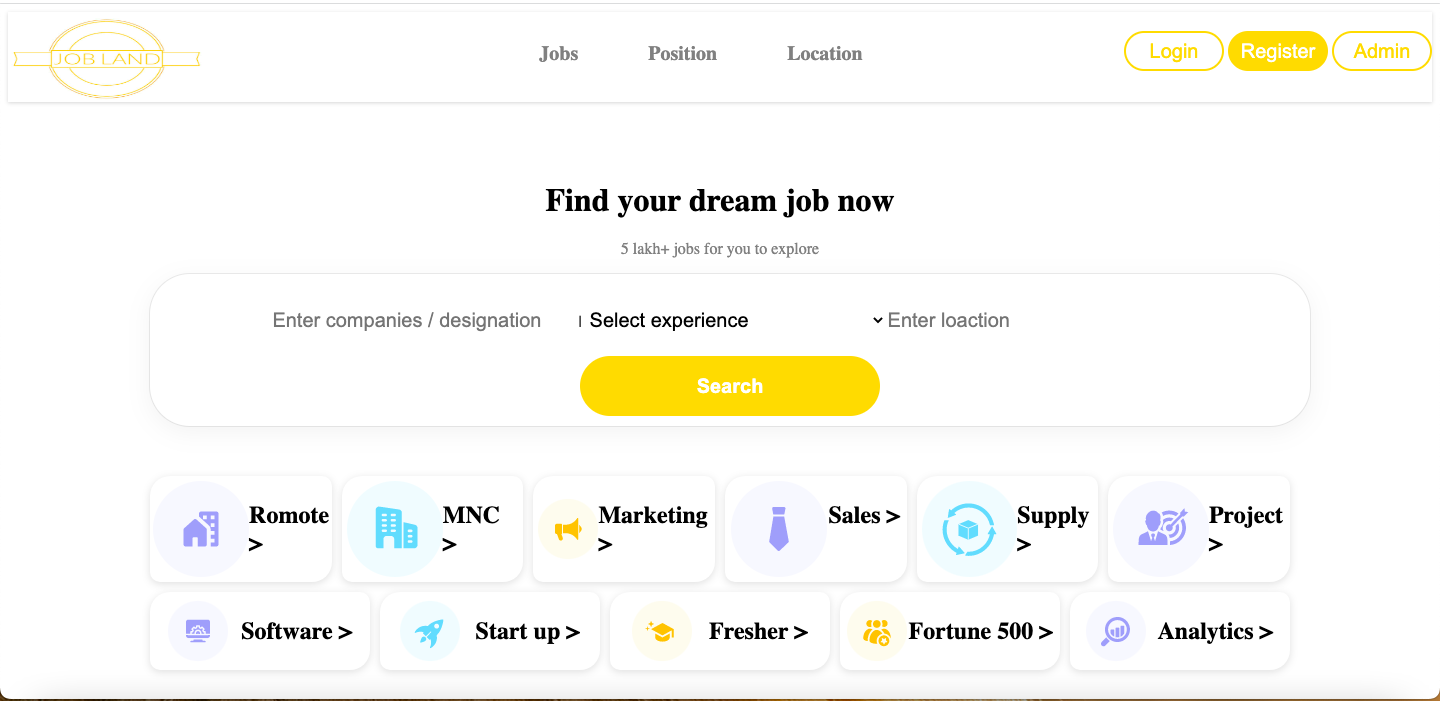 JOB LAND
Jobs Position Location
Login Register Admin
Find your dream job now
5 lakh+ jobs for you to explore
Enter companies / designation | Select experience Enter loaction
Search
Romote >
MNC >
Marketing >
Sales >
Supply >
Project >
Software >
Start up >
Fresher >
Fortune 500 >
Analytics >